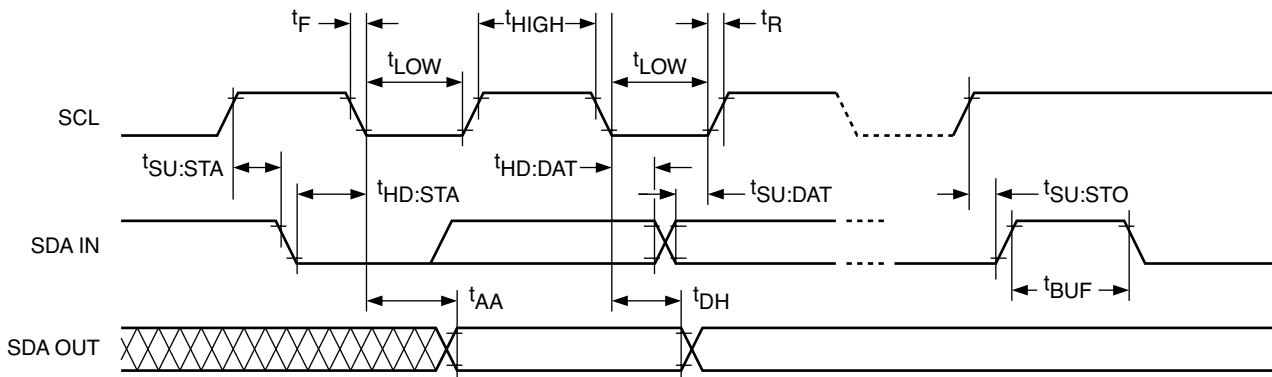 tF
tHIGH
tR
tLOW
tLOW
SCL
tSU:STA
tHD:STA
tHD:DAT
tSU:DAT
tSU:STO
SDA IN
tBUF
tAA
tDH
SDA OUT